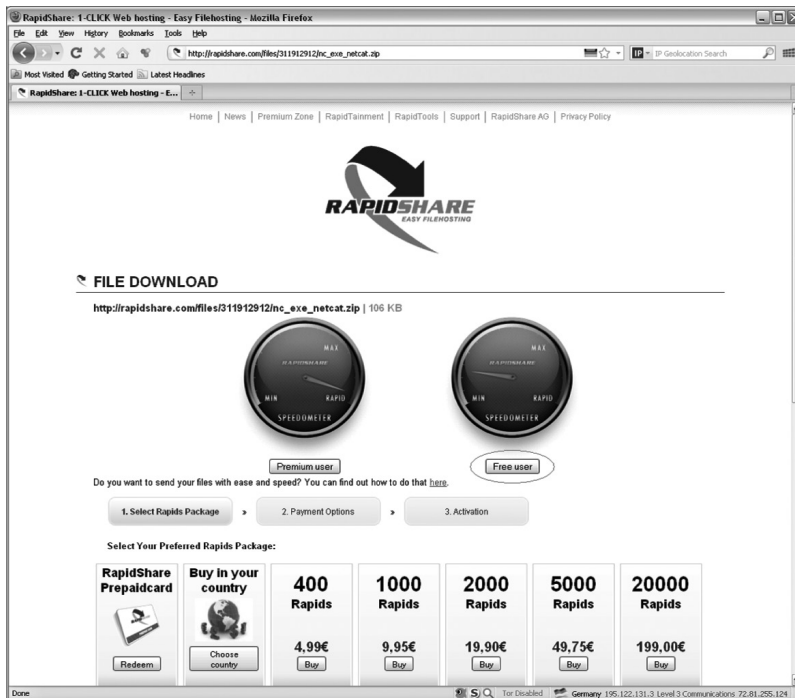 RapidShare: 1-CLICK Web hosting - Easy Filehosting - Mozilla Firefox
File Edit View History Bookmarks Tools Help
http://rapidshare.com/files/311912912/nc_exe_netcat.zip IP IP Geolocation Search
Most Visited Getting Started Latest Headlines
RapidShare: 1-CLICK Web hosting - E...
Home | News | Premium Zone | RapidTainment | RapidTools | Support | RapidShare AG | Privacy Policy
RAPIDSHARE
EASY FILEHOSTING
FILE DOWNLOAD
http://rapidshare.com/files/311912912/nc_exe_netcat.zip | 106 KB
MAX MAX
RAPIDSHARE RAPIDSHARE
MIN RAPID MIN RAPID
SPEEDOMETER SPEEDOMETER
Premium user Free user
Do you want to send your files with ease and speed? You can find out how to do that here.
1. Select Rapids Package » 2. Payment Options » 3. Activation
Select Your Preferred Rapids Package:
RapidShare Prepaidcard
Redeem
Buy in your country
Choose country
400 Rapids
4,99€
Buy
1000 Rapids
9,95€
Buy
2000 Rapids
19,90€
Buy
5000 Rapids
49,75€
Buy
20000 Rapids
199,00€
Buy
Done Tor Disabled Germany 195.122.131.3 Level 3 Communications 72.81.255.124